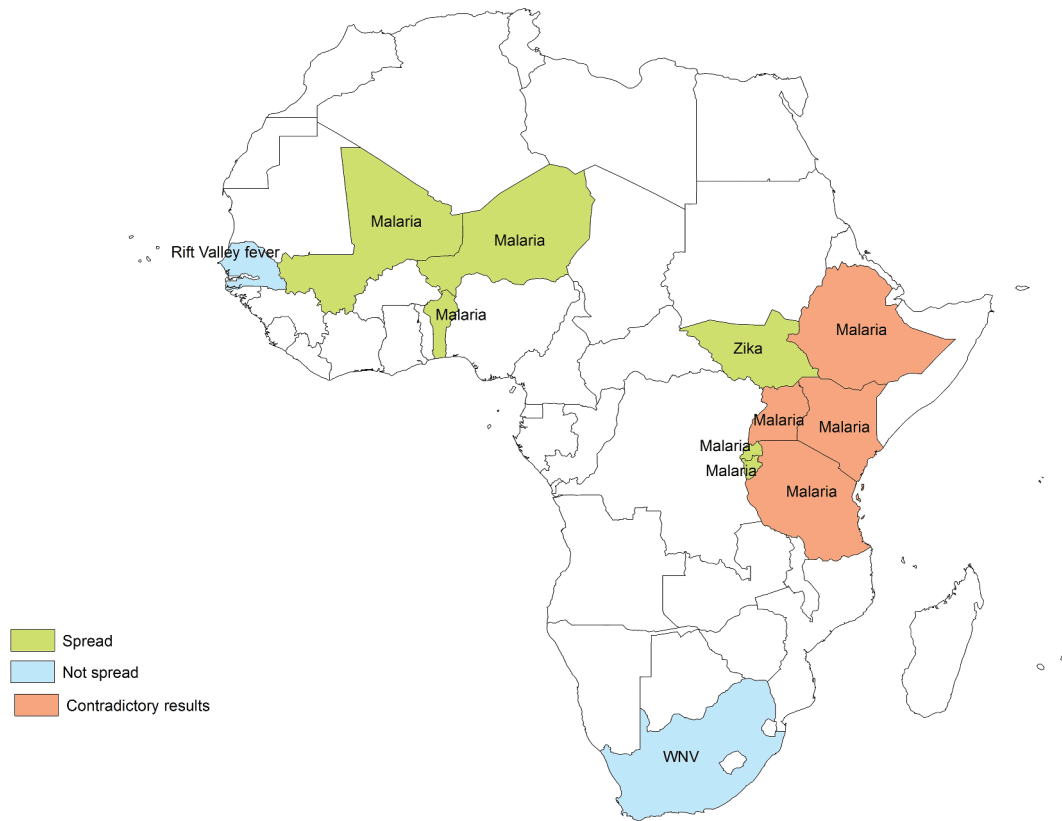 Malaria
Malaria
Rift Valley fever
Malaria
Malaria
Zika
Malaria
Malaria
Malaria
Malaria
Malaria
Spread
Not spread
Contradictory results
WNV